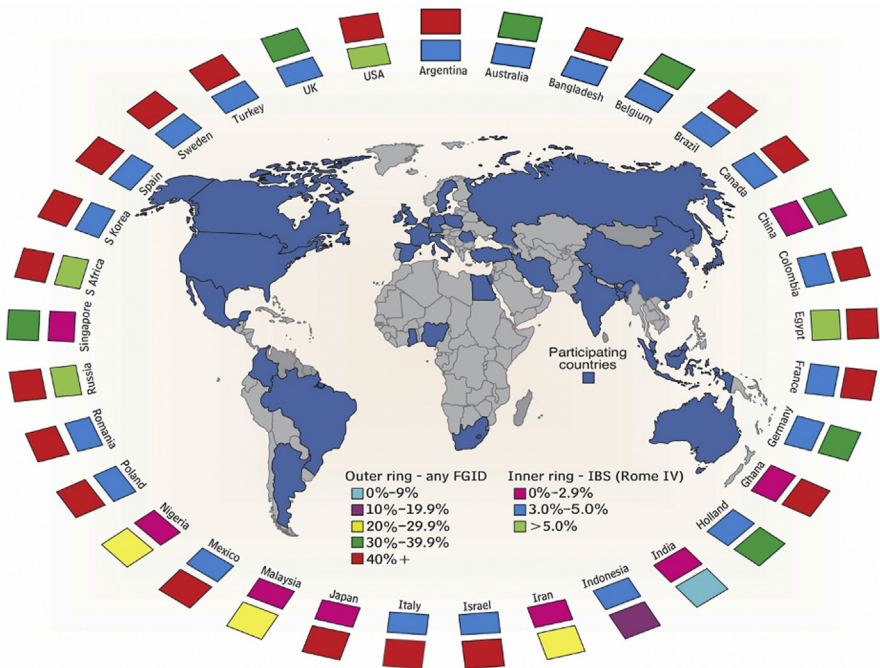 Argentina
Australia
Bangladesh
Belgium
Brazil
Canada
China
Colombia
Egypt
France
Germany
Ghana
Holland
India
Indonesia
Iran
Israel
Italy
Japan
Malaysia
Mexico
Nigeria
Poland
Romania
Russia
Singapore
S Africa
S Korea
Spain
Sweden
Turkey
UK
USA
Participating
countries
Outer ring - any FGID
0%-9%
10%-19.9%
20%-29.9%
30%-39.9%
40% +
Inner ring - IBS (Rome IV)
0%-2.9%
3.0%-5.0%
>5.0%